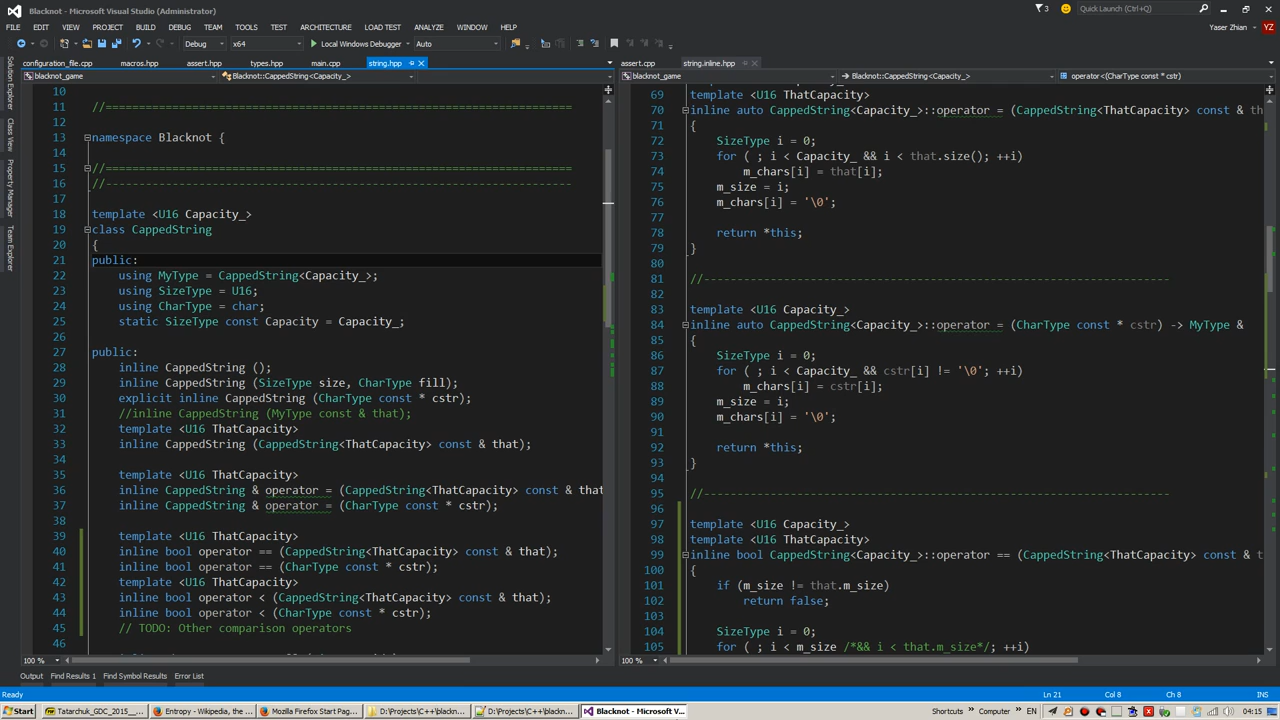 Blacknot - Microsoft Visual Studio (Administrator)
3
Quick Launch (Ctrl+Q)
FILE EDIT VIEW PROJECT BUILD DEBUG TEAM TOOLS TEST ARCHITECTURE LOAD TEST ANALYZE WINDOW HELP
Yaser Zhian YZ
Debug x64 Local Windows Debugger Auto
configuration_file.cpp macros.hpp assert.hpp types.hpp main.cpp string.hpp
blacknot_game Blacknot::CappedString<Capacity_>
Solution Explorer
Class View
Property Manager
Team Explorer
10
11 //======================================================================
12
13 namespace Blacknot {
14
15 //======================================================================
16 //----------------------------------------------------------------------
17
18 template <U16 Capacity_>
19 class CappedString
20 {
21 public:
22 using MyType = CappedString<Capacity_>;
23 using SizeType = U16;
24 using CharType = char;
25 static SizeType const Capacity = Capacity_;
26
27 public:
28 inline CappedString ();
29 inline CappedString (SizeType size, CharType fill);
30 explicit inline CappedString (CharType const * cstr);
31 //inline CappedString (MyType const & that);
32 template <U16 ThatCapacity>
33 inline CappedString (CappedString<ThatCapacity> const & that);
34
35 template <U16 ThatCapacity>
36 inline CappedString & operator = (CappedString<ThatCapacity> const & that
37 inline CappedString & operator = (CharType const * cstr);
38
39 template <U16 ThatCapacity>
40 inline bool operator == (CappedString<ThatCapacity> const & that);
41 inline bool operator == (CharType const * cstr);
42 template <U16 ThatCapacity>
43 inline bool operator < (CappedString<ThatCapacity> const & that);
44 inline bool operator < (CharType const * cstr);
45 // TODO: Other comparison operators
46
100 %
assert.cpp string.inline.hpp
blacknot_game Blacknot::CappedString<Capacity_> operator<(CharType const * cstr)
69 template <U16 ThatCapacity>
70 inline auto CappedString<Capacity_>::operator = (CappedString<ThatCapacity> const & th
71 {
72 SizeType i = 0;
73 for ( ; i < Capacity_ && i < that.size(); ++i)
74 m_chars[i] = that[i];
75 m_size = i;
76 m_chars[i] = '\0';
77
78 return *this;
79 }
80
81 //----------------------------------------------------------------------
82
83 template <U16 Capacity_>
84 inline auto CappedString<Capacity_>::operator = (CharType const * cstr) -> MyType &
85 {
86 SizeType i = 0;
87 for ( ; i < Capacity_ && cstr[i] != '\0'; ++i)
88 m_chars[i] = cstr[i];
89 m_size = i;
90 m_chars[i] = '\0';
91
92 return *this;
93 }
94
95 //----------------------------------------------------------------------
96
97 template <U16 Capacity_>
98 template <U16 ThatCapacity>
99 inline bool CappedString<Capacity_>::operator == (CappedString<ThatCapacity> const & t
100 {
101 if (m_size != that.m_size)
102 return false;
103
104 SizeType i = 0;
105 for ( ; i < m_size /*&& i < that.m_size*/; ++i)
100 %
Output Find Results 1 Find Symbol Results Error List
Ready Ln 21 Col 8 Ch 8 INS
Start Tatarchuk_GDC_2015__... Entropy - Wikipedia, the ... Mozilla Firefox Start Pag... D:\Projects\C++\blackn... D:\Projects\C++\blackn... Blacknot - Microsoft V... Shortcuts » Computer » EN 04:15